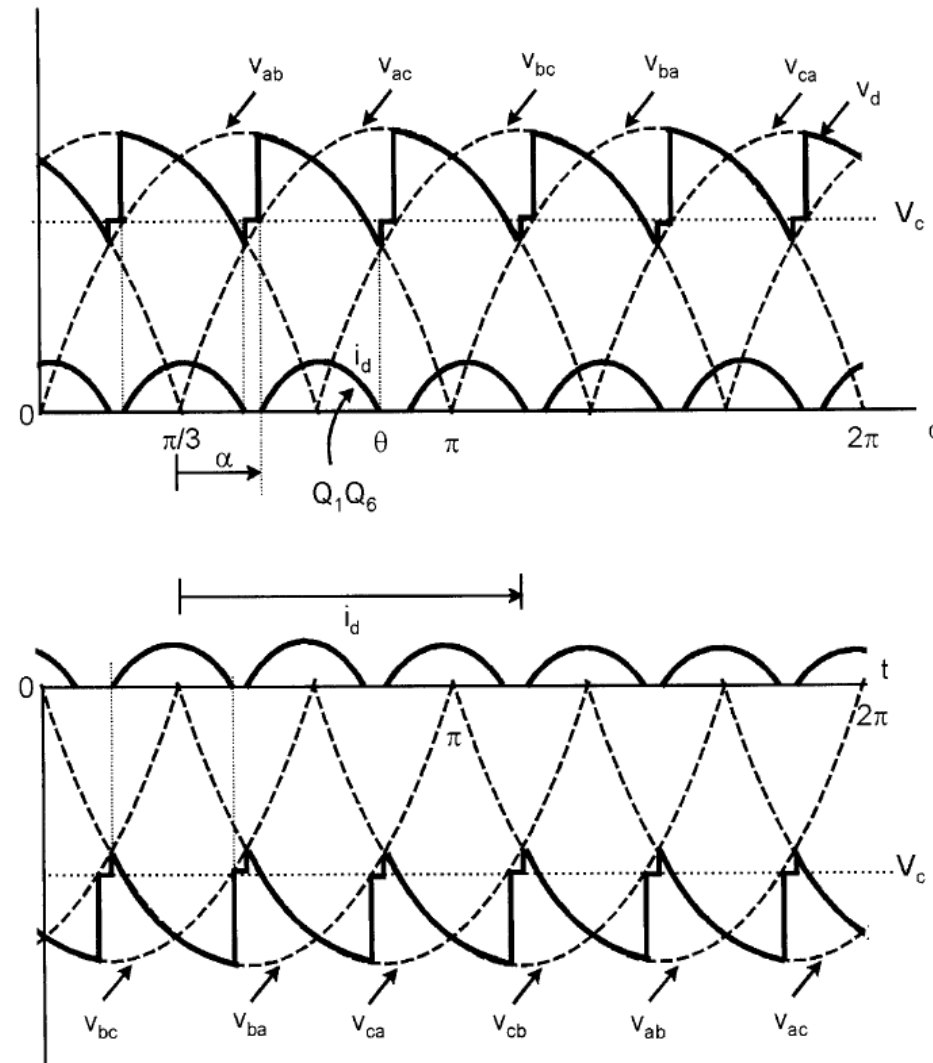 v_ab v_ac v_bc v_ba v_ca v_d
V_c
i_d
0 π/3 θ π 2π
α
Q_1Q_6
i_d
0 t
π 2π
V_c
v_bc v_ba v_ca v_cb v_ab v_ac